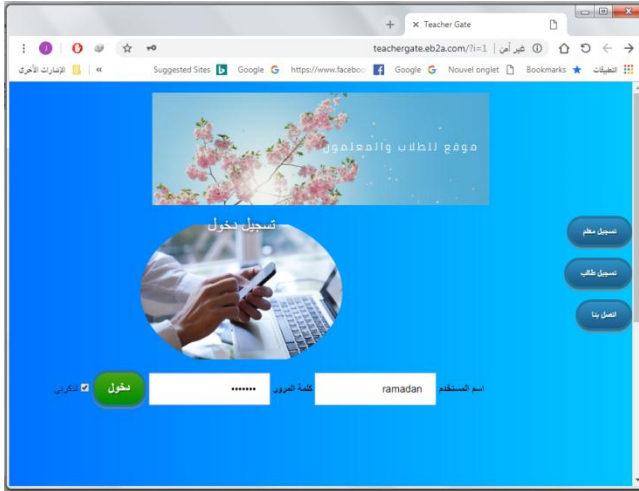 Teacher Gate
teachergate.eb2a.com/?i=1 | غير آمن
التطبيقات Bookmarks Nouvel onglet Google https://www.faceboo Google Suggested Sites » الإشارات الأخرى
موقع للطلاب والمعلمون
تسجيل دخول
تسجيل معلم
تسجيل طالب
اتصل بنا
اسم المستخدم ramadan كلمة المرور ••••••• دخول تذكرني